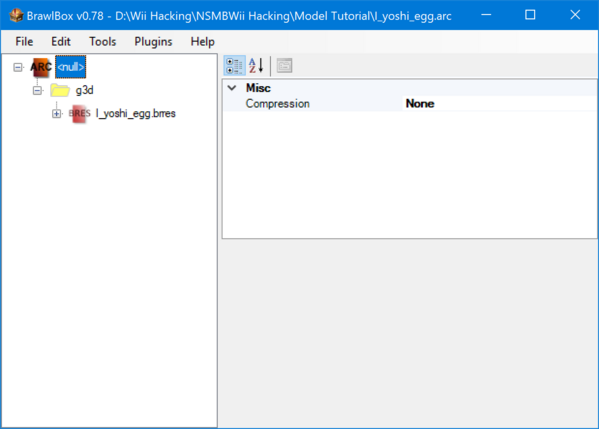 BrawlBox v0.78 - D:\Wii Hacking\NSMBWii Hacking\Model Tutorial\I_yoshi_egg.arc
File Edit Tools Plugins Help
ARC <null>
g3d
BRES I_yoshi_egg.brres
A Z
Misc
Compression None